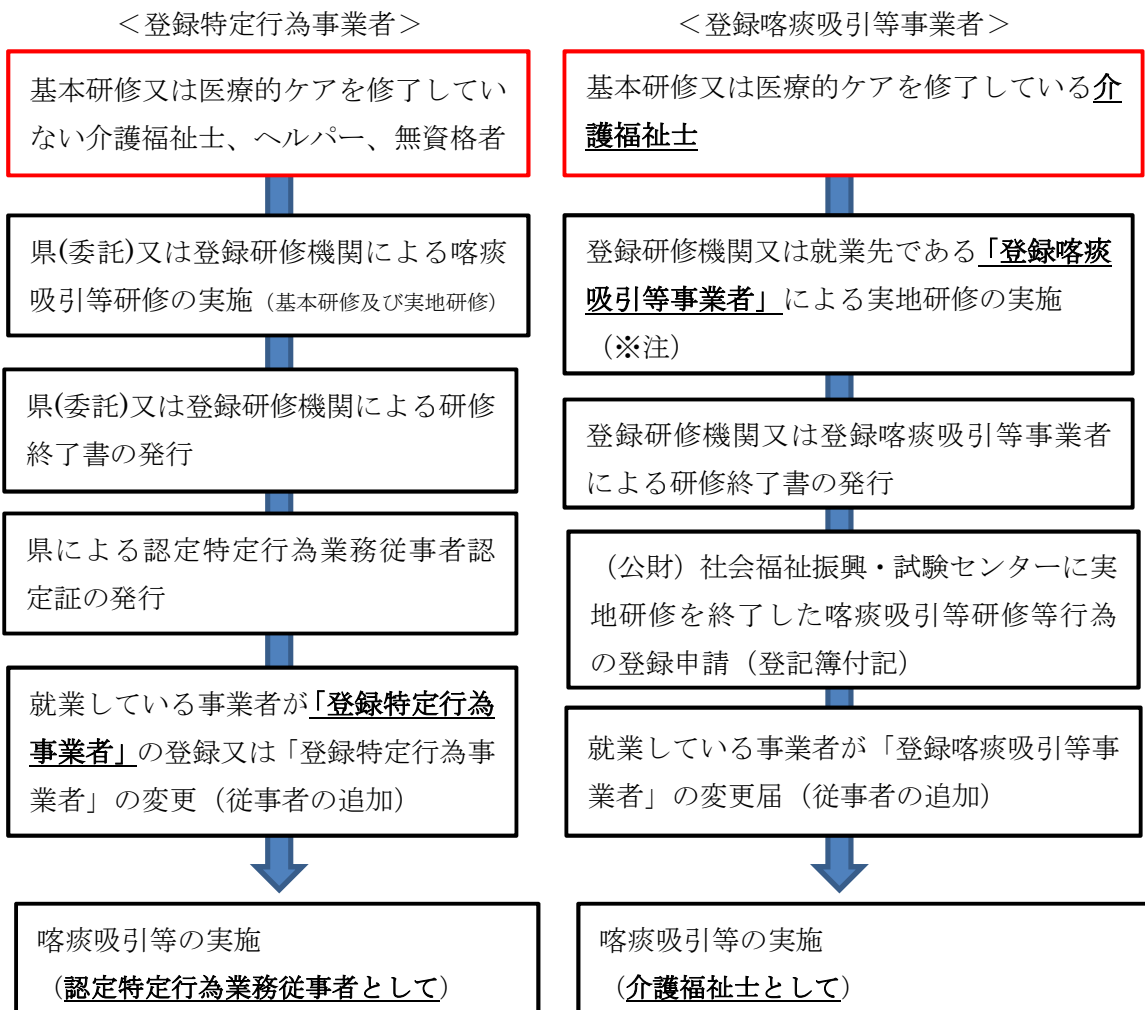 ＜登録特定行為事業者＞
基本研修又は医療的ケアを修了してい
ない介護福祉士、ヘルパー、無資格者
県(委託)又は登録研修機関による喀痰
吸引等研修の実施（基本研修及び実地研修）
県(委託)又は登録研修機関による研修
終了書の発行
県による認定特定行為業務従事者認
定証の発行
就業している事業者が「登録特定行為
事業者」の登録又は「登録特定行為事
業者」の変更（従事者の追加）
喀痰吸引等の実施
（認定特定行為業務従事者として）
＜登録喀痰吸引等事業者＞
基本研修又は医療的ケアを修了している介
護福祉士
登録研修機関又は就業先である「登録喀痰
吸引等事業者」による実地研修の実施
（※注）
登録研修機関又は登録喀痰吸引等事業者
による研修終了書の発行
（公財）社会福祉振興・試験センターに実
地研修を終了した喀痰吸引等研修等行為
の登録申請（登記簿付記）
就業している事業者が「登録喀痰吸引等事
業者」の変更届（従事者の追加）
喀痰吸引等の実施
（介護福祉士として）